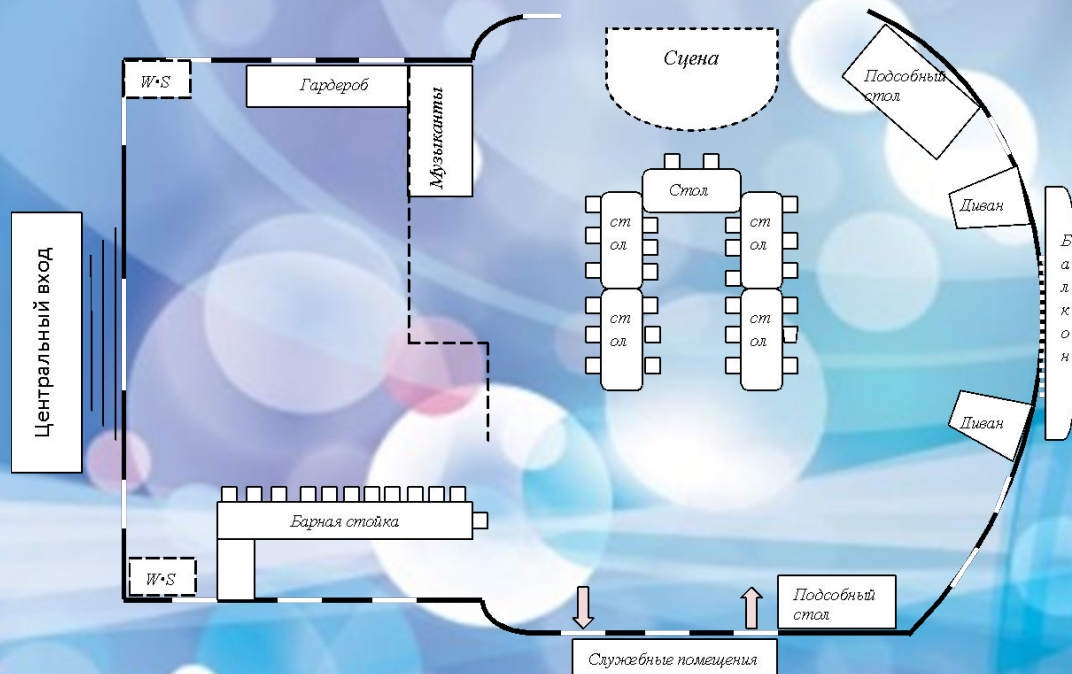 Сцена
W•S
Гардероб
Подсобный
стол
Музыканты
Стол
Диван
ст
ол
ст
ол
Центральный вход
Б
а
л
к
о
н
ст
ол
ст
ол
Диван
Барная стойка
W•S
Подсобный
стол
Служебные помещения